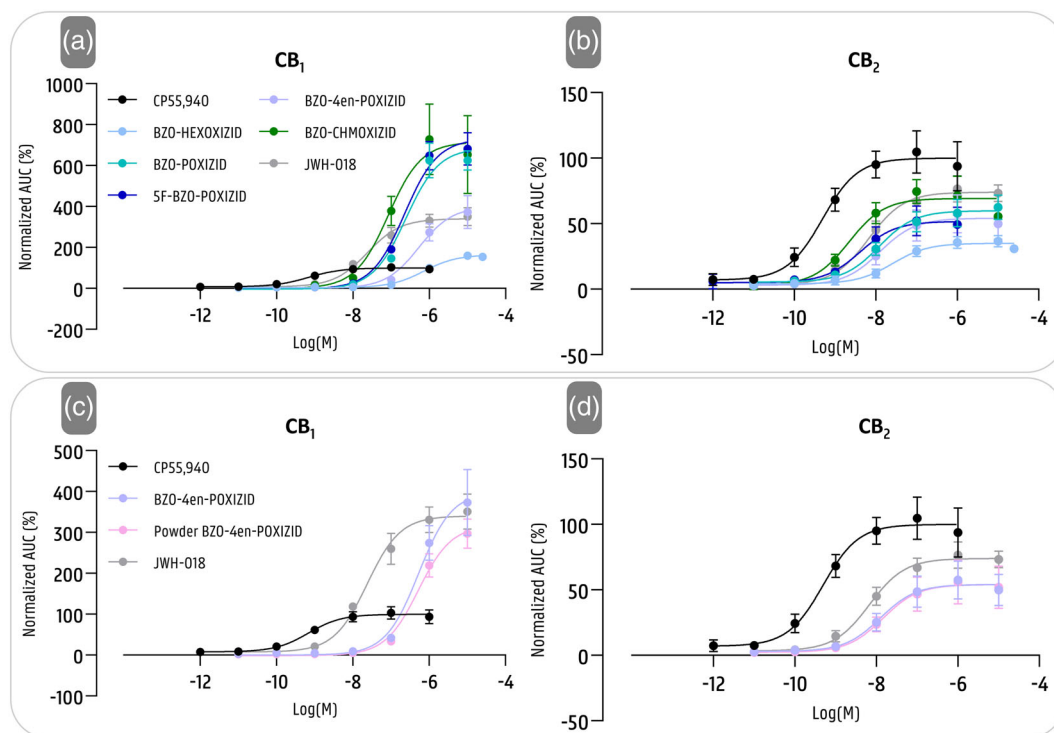 (a)
CB1
Normalized AUC (%)
1000
800
600
400
200
0
-200
CP55,940
BZO-HEXOXIZID
BZO-POXIZID
5F-BZO-POXIZID
BZO-4en-POXIZID
BZO-CHMOXIZID
JWH-018
-12
-10
-8
-6
-4
Log(M)
(b)
CB2
Normalized AUC (%)
150
100
50
0
-50
-12
-10
-8
-6
-4
Log(M)
(c)
CB1
Normalized AUC (%)
500
400
300
200
100
0
-100
CP55,940
BZO-4en-POXIZID
Powder BZO-4en-POXIZID
JWH-018
-12
-10
-8
-6
-4
Log(M)
(d)
CB2
Normalized AUC (%)
150
100
50
0
-50
-12
-10
-8
-6
-4
Log(M)